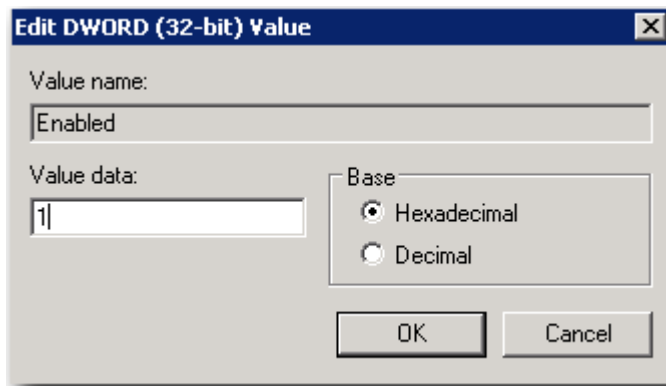 Edit DWORD (32-bit) Value
Value name:
Enabled
Value data:
1
Base
Hexadecimal
Decimal
OK
Cancel